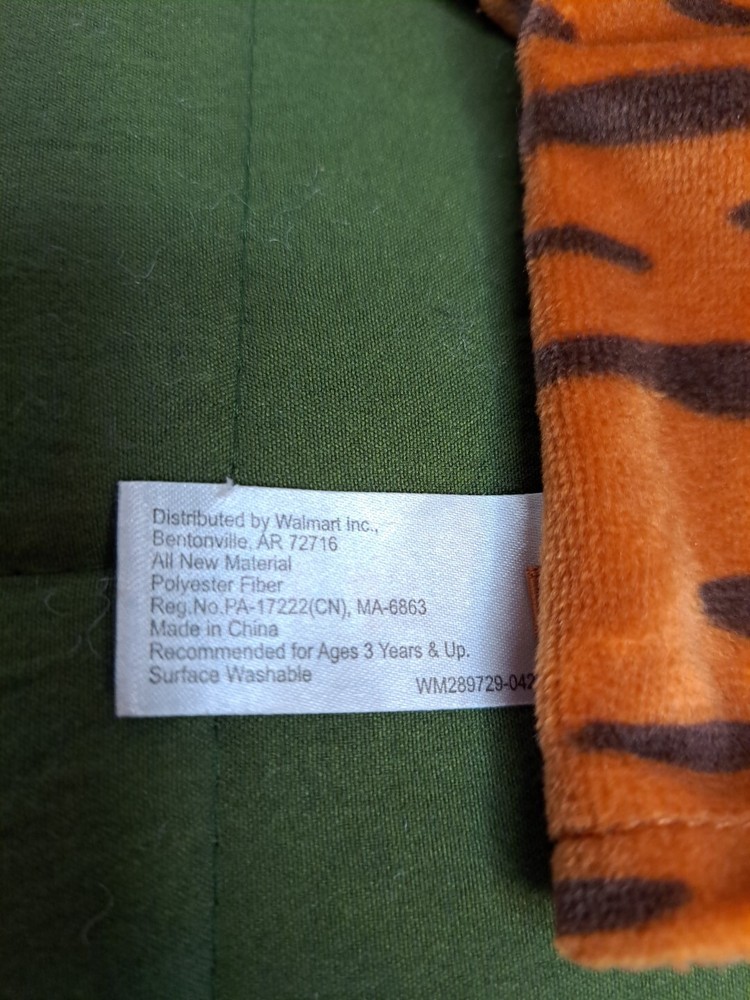 Distributed by Walmart Inc.,
Bentonville, AR 72716
All New Material
Polyester Fiber
Reg.No.PA-17222(CN), MA-6863
Made in China
Recommended for Ages 3 Years & Up.
Surface Washable
WM289729-042